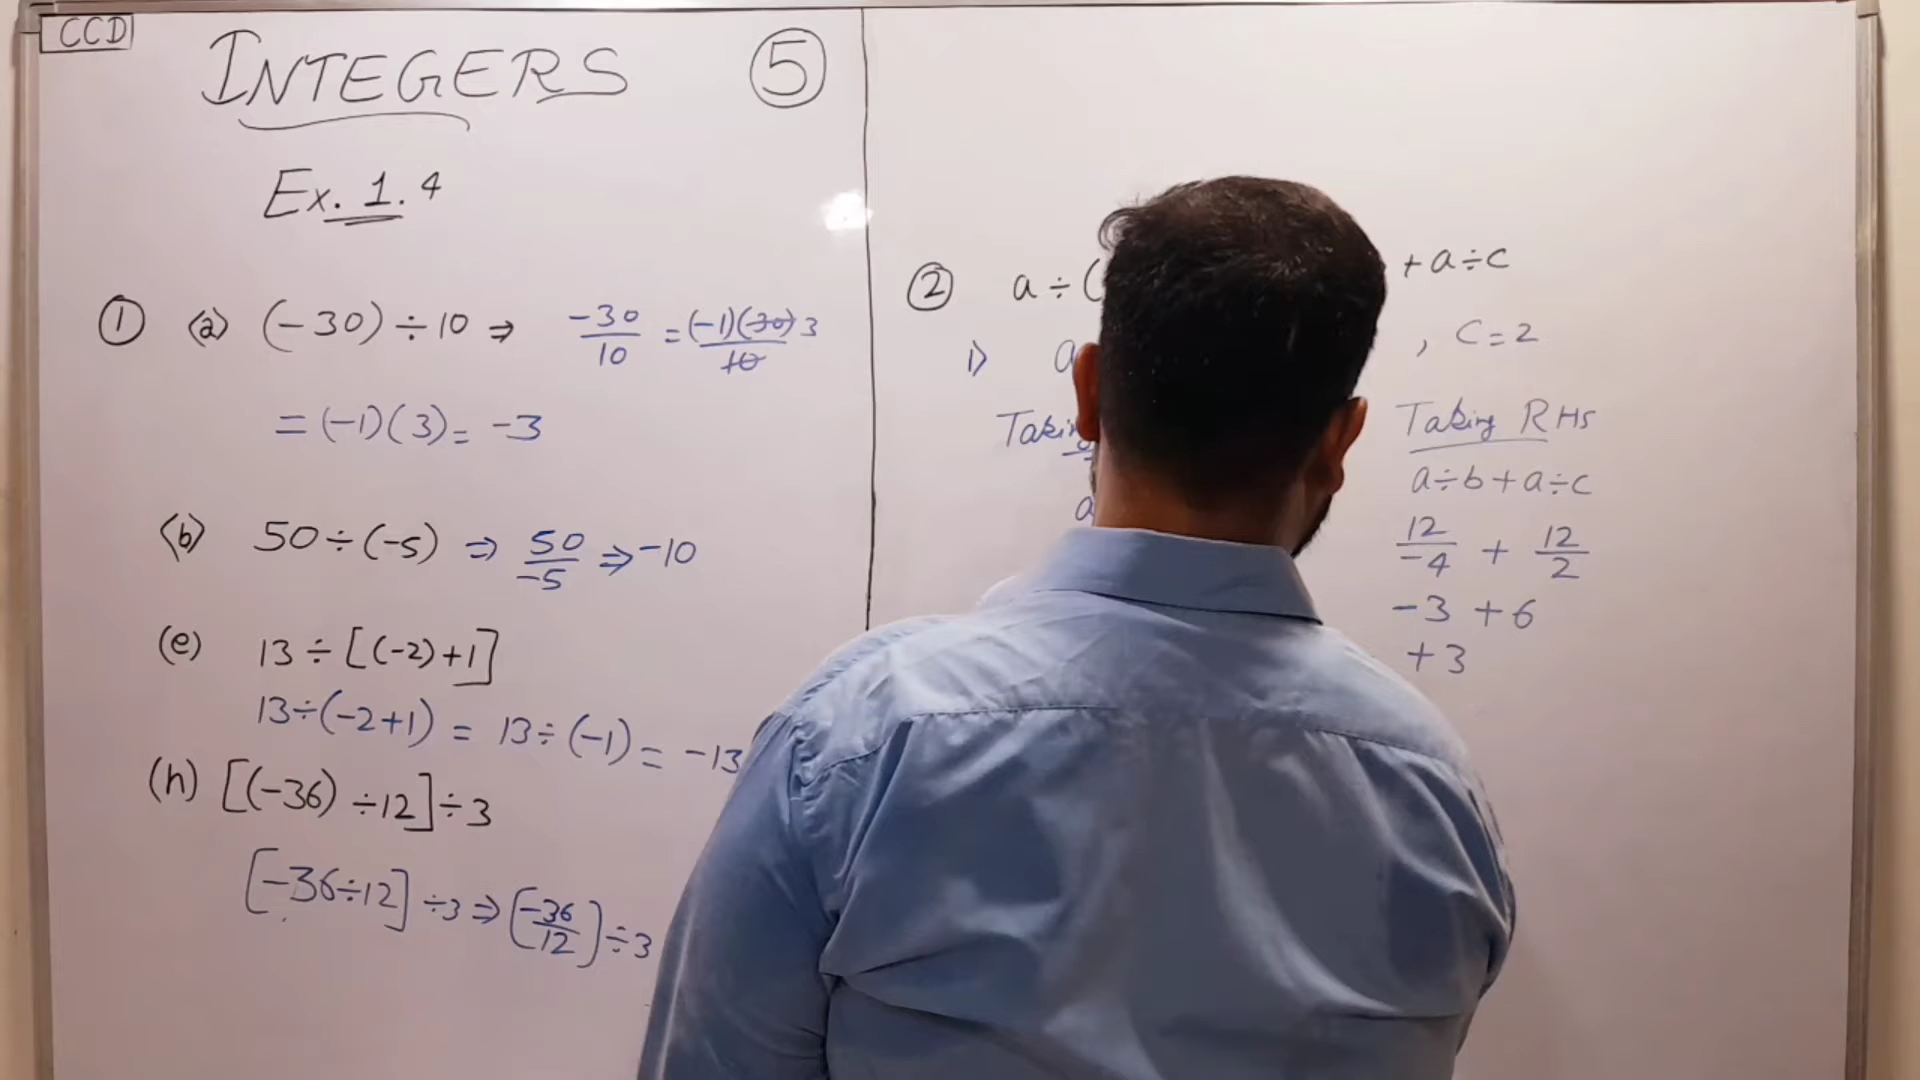 CCD
INTEGERS 5
Ex. 1.4
1 (a) (-30) ÷ 10 ⇒ -30/10 = (-1)(30) 3/10
= (-1)(3) = -3
(b) 50 ÷ (-5) ⇒ 50/-5 ⇒ -10
(e) 13 ÷ [(-2)+1]
13÷(-2+1) = 13÷(-1) = -13
(h) [(-36) ÷12] ÷ 3
[-36÷12] ÷3 ⇒ (-36/12) ÷ 3
2 a ÷ ( + a÷c
1) a , C = 2
Taking
a
Taking RHS
a÷b+a÷c
12/-4 + 12/2
-3 + 6
+3